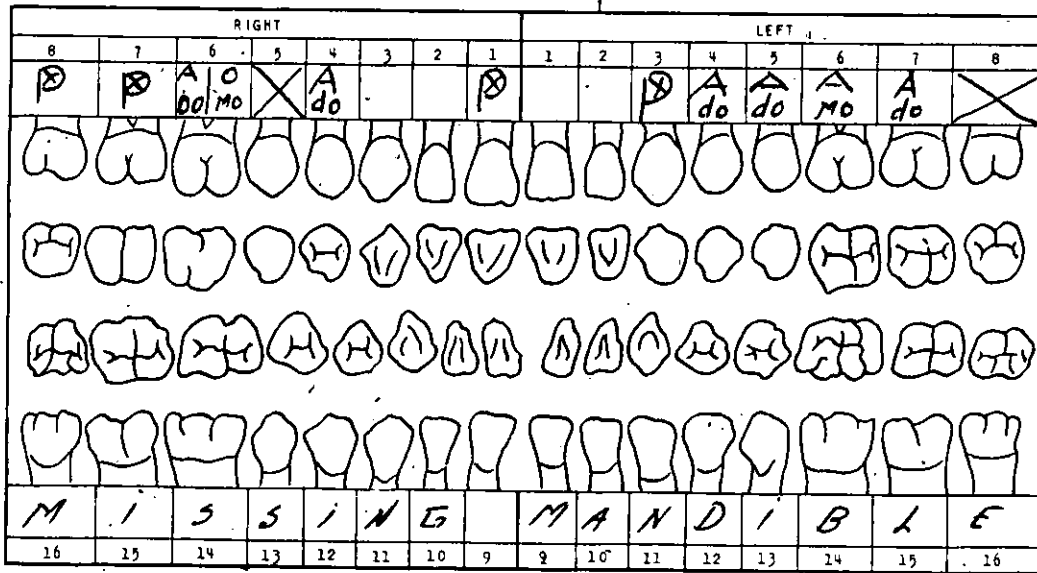 RIGHT LEFT
8 7 6 5 4 3 2 1 1 2 3 4 5 6 7 8
A O A A A A A
DO MO do do do MO do
MISSING MANDIBLE
16 15 14 13 12 11 10 9 9 10 11 12 13 14 15 16